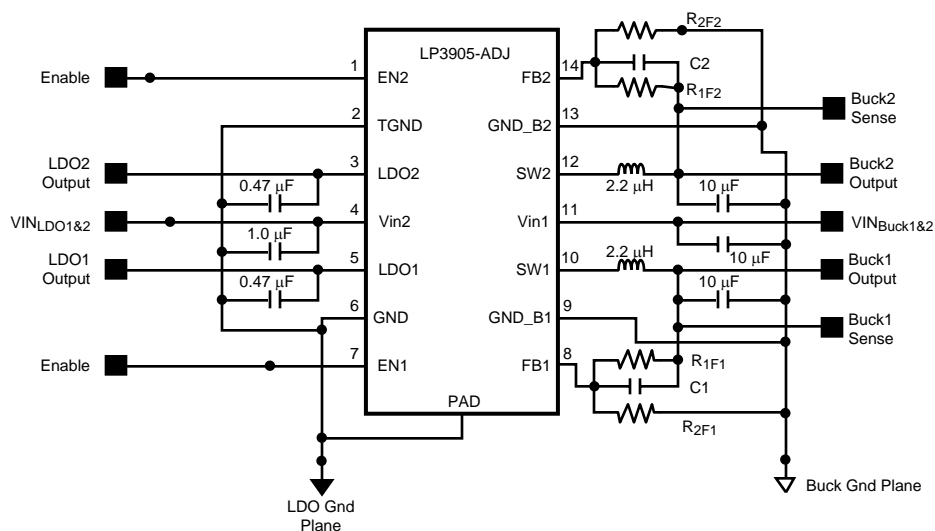 R2F2
LP3905-ADJ
Enable
1
EN2
FB2
14
C2
R1F2
2
TGND
GND_B2
13
Buck2
Sense
LDO2
Output
3
LDO2
SW2
12
2.2 μH
Buck2
Output
0.47 μF
10 μF
VINLDO1&2
4
Vin2
Vin1
11
VINBuck1&2
1.0 μF
10 μF
LDO1
Output
5
LDO1
SW1
10
2.2 μH
Buck1
Output
0.47 μF
10 μF
6
GND
GND_B1
9
Buck1
Sense
Enable
7
EN1
FB1
8
R1F1
C1
PAD
R2F1
LDO Gnd
Plane
Buck Gnd Plane